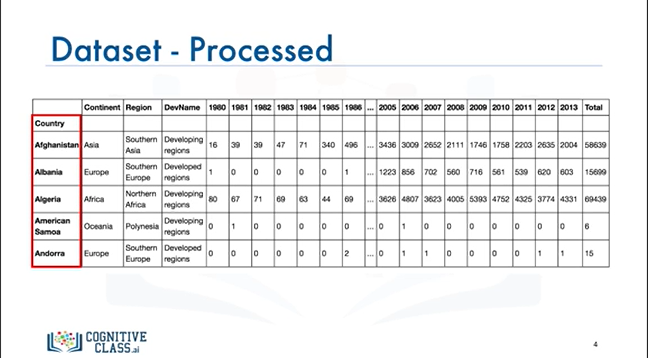 Dataset - Processed
Continent Region DevName 1980 1981 1982 1983 1984 1985 1986 ... 2005 2006 2007 2008 2009 2010 2011 2012 2013 Total
Country
Afghanistan Asia Southern Asia Developing regions 16 39 39 47 71 340 496 ... 3436 3009 2652 2111 1746 1758 2203 2635 2004 58639
Albania Europe Southern Europe Developed regions 1 0 0 0 0 0 1 ... 1223 856 702 560 716 561 539 620 603 15699
Algeria Africa Northern Africa Developing regions 80 67 71 69 63 44 69 ... 3626 4807 3623 4005 5393 4752 4325 3774 4331 69439
American Samoa Oceania Polynesia Developing regions 0 1 0 0 0 0 0 ... 0 1 0 0 0 0 0 0 0 6
Andorra Europe Southern Europe Developed regions 0 0 0 0 0 0 2 ... 0 1 1 0 0 0 0 1 1 15
COGNITIVE
CLASS.ai
4